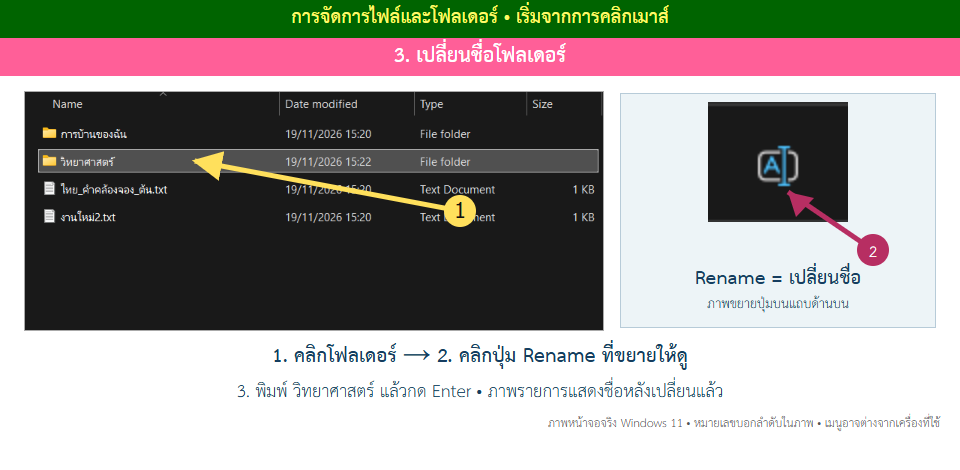 การจัดการไฟล์และโฟลเดอร์ • เริ่มจากการคลิกเมาส์
3. เปลี่ยนชื่อโฟลเดอร์
Name Date modified Type Size
การบ้านของฉัน 19/11/2026 15:20 File folder
วิทยาศาสตร์ 19/11/2026 15:22 File folder
ไทย_คำคล้องจอง_ต้น.txt 19/11/2026 15:20 Text Document 1 KB
งานใหม่2.txt 19/11/2026 15:20 Text Document 1 KB
1
A
2
Rename = เปลี่ยนชื่อ
ภาพขยายปุ่มบนแถบด้านบน
1. คลิกโฟลเดอร์ ⟶ 2. คลิกปุ่ม Rename ที่ขยายให้ดู
3. พิมพ์ วิทยาศาสตร์ แล้วกด Enter • ภาพรายการแสดงชื่อหลังเปลี่ยนแล้ว
ภาพหน้าจอจริง Windows 11 • หมายเลขบอกลำดับในภาพ • เมนูอาจต่างจากเครื่องที่ใช้